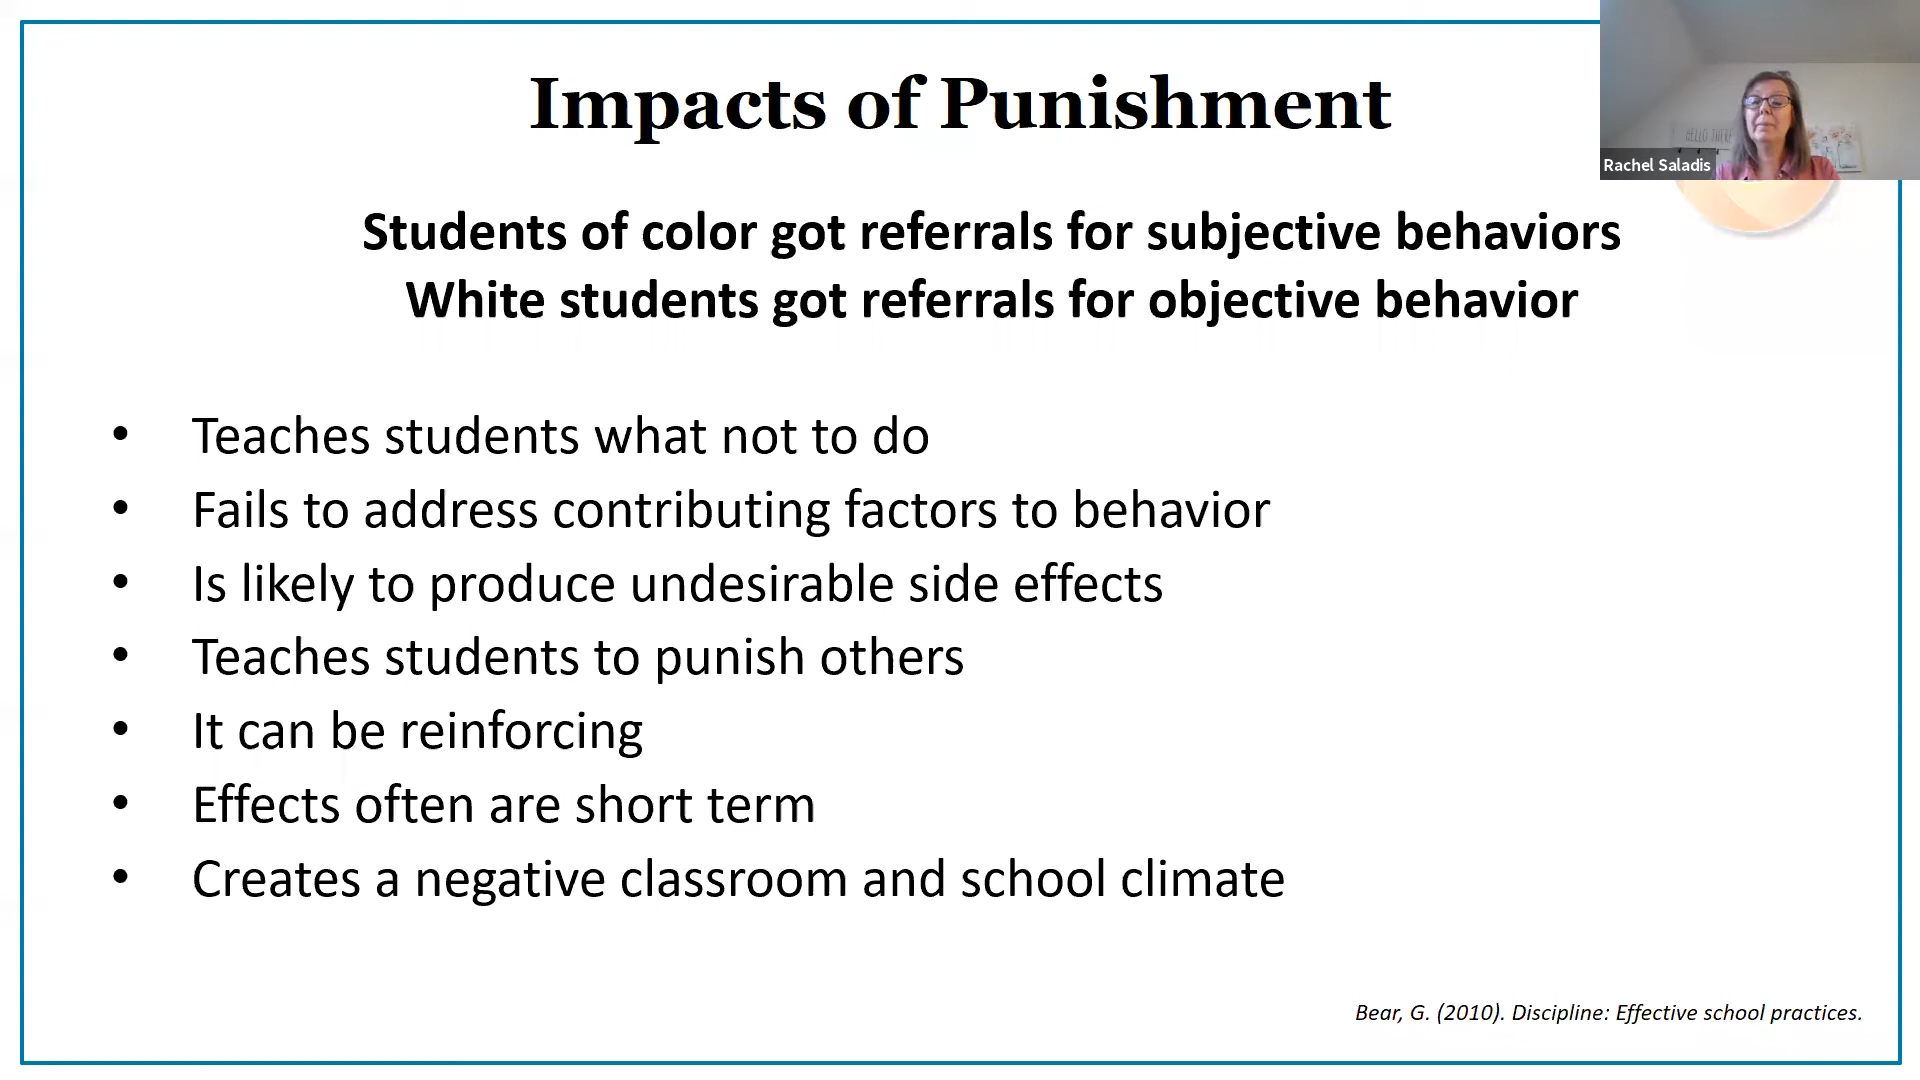 Impacts of Punishment
HELLO THERE
Rachel Saladis
Students of color got referrals for subjective behaviors
White students got referrals for objective behavior
• Teaches students what not to do
• Fails to address contributing factors to behavior
• Is likely to produce undesirable side effects
• Teaches students to punish others
• It can be reinforcing
• Effects often are short term
• Creates a negative classroom and school climate
Bear, G. (2010). Discipline: Effective school practices.